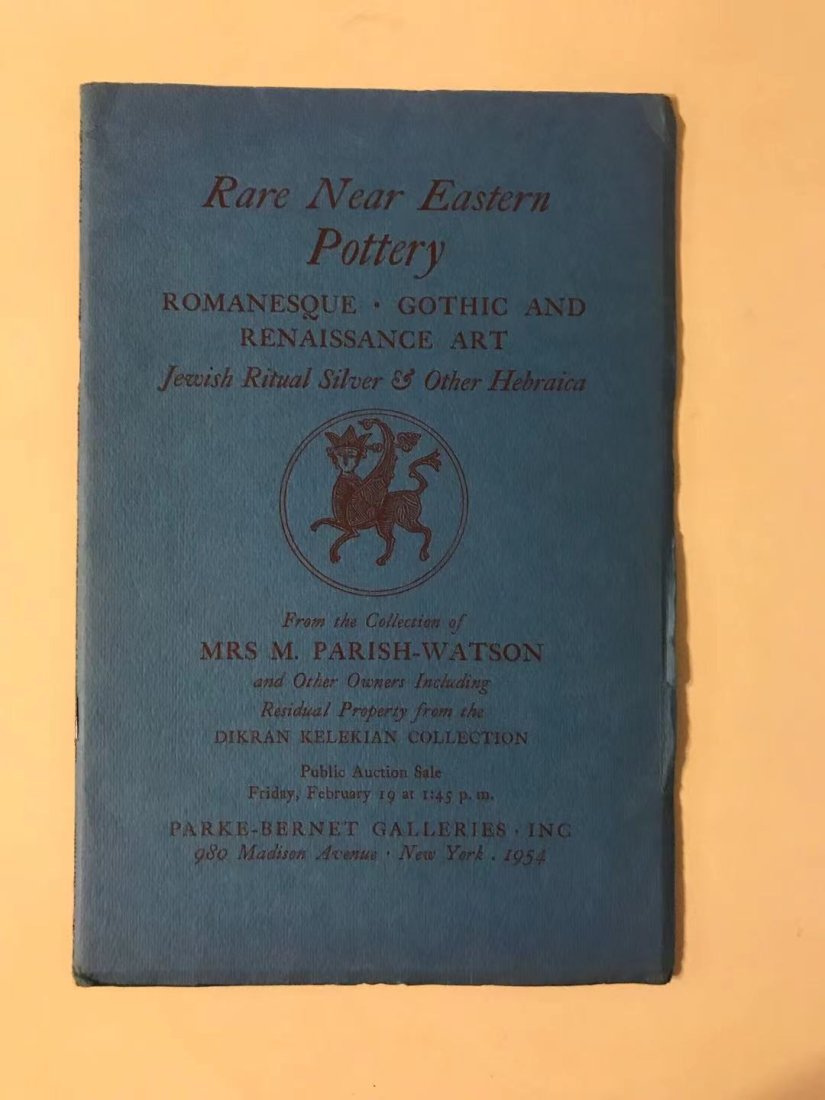 Rare Near Eastern
Pottery
ROMANESQUE · GOTHIC AND
RENAISSANCE ART
Jewish Ritual Silver & Other Hebraica
From the Collection of
MRS M. PARISH-WATSON
and Other Owners Including
Residual Property from the
DIKRAN KELEKIAN COLLECTION
Public Auction Sale
Friday, February 19 at 1:45 p. m.
PARKE-BERNET GALLERIES · INC
980 Madison Avenue · New York . 1954